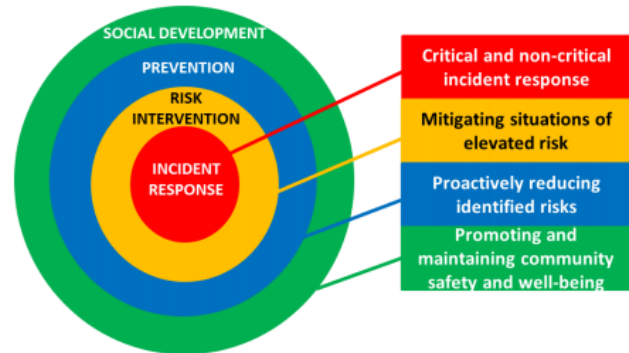 SOCIAL DEVELOPMENT
PREVENTION
RISK
INTERVENTION
INCIDENT
RESPONSE
Critical and non-critical
incident response
Mitigating situations of
elevated risk
Proactively reducing
identified risks
Promoting and
maintaining community
safety and well-being